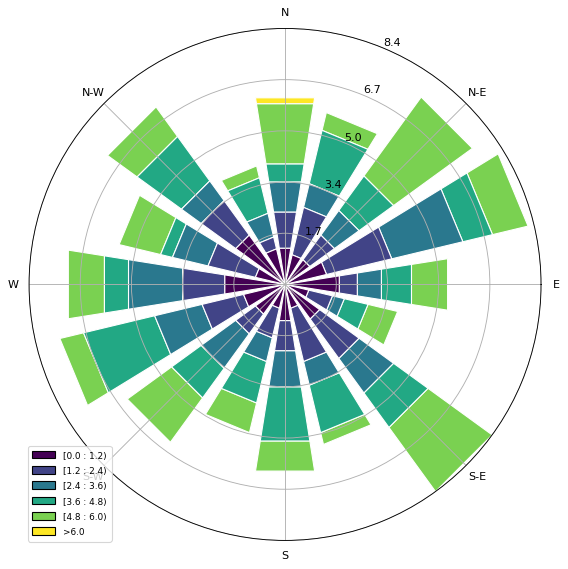 N
8.4
6.7
N-W
N-E
5.0
3.4
1.7
W
E
[0.0 : 1.2)
[1.2 : 2.4)
[2.4 : 3.6)
S-W
S-E
[3.6 : 4.8)
[4.8 : 6.0)
>6.0
S